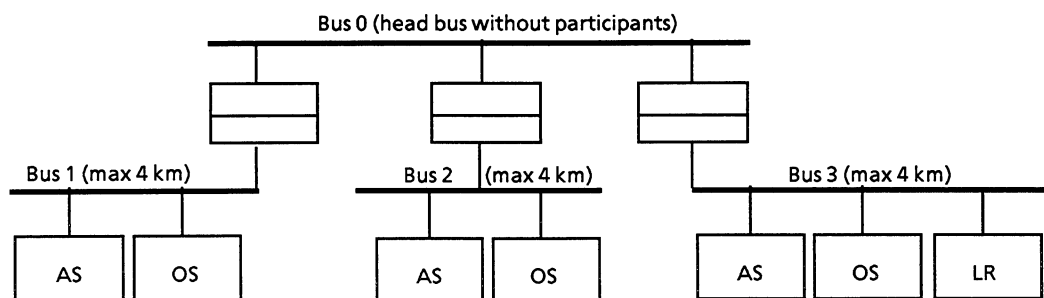 Bus 0 (head bus without participants)
Bus 1 (max 4 km)
Bus 2 (max 4 km)
Bus 3 (max 4 km)
AS
OS
AS
OS
AS
OS
LR